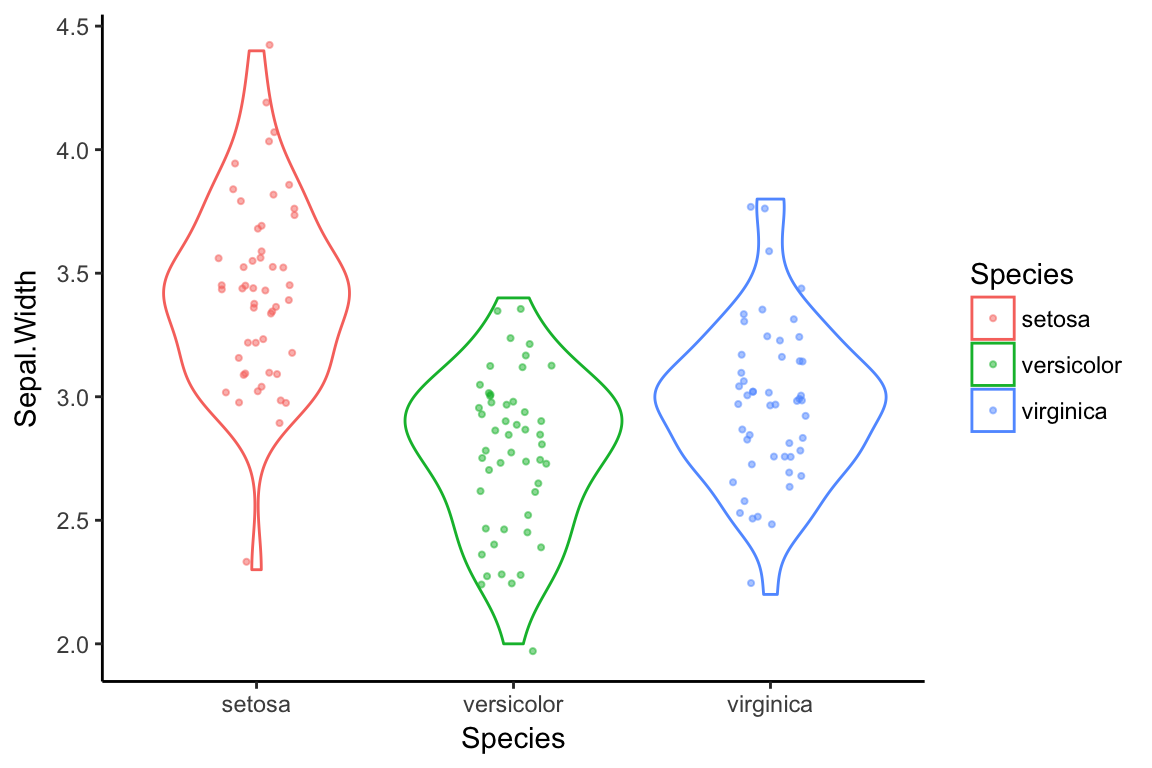 4.5
4.0
3.5
3.0
2.5
2.0
Sepal.Width
setosa
versicolor
virginica
Species
Species
setosa
versicolor
virginica